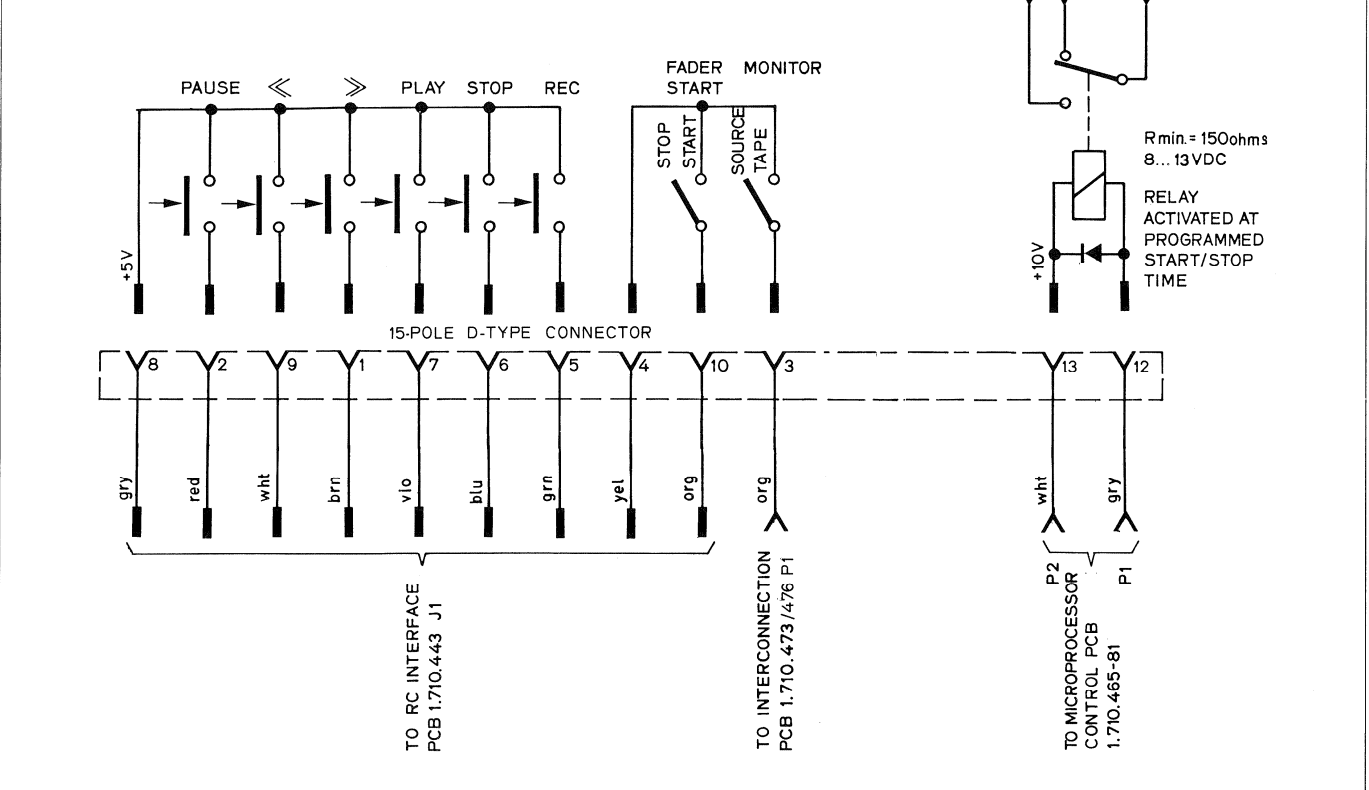 FADER MONITOR
PAUSE ≪ ≫ PLAY STOP REC START
STOP
START
SOURCE
TAPE
Rmin.= 150ohms
8... 13VDC
RELAY
ACTIVATED AT
PROGRAMMED
START/STOP
TIME
+5V
+10V
15-POLE D-TYPE CONNECTOR
8 2 9 1 7 6 5 4 10 3 13 12
gry red wht brn vio blu grn yel org org wht gry
P2 P1
TO RC INTERFACE
PCB 1.710.443 J1
TO INTERCONNECTION
PCB 1.710.473/476 P1
TO MICROPROCESSOR
CONTROL PCB
1.710.465-81